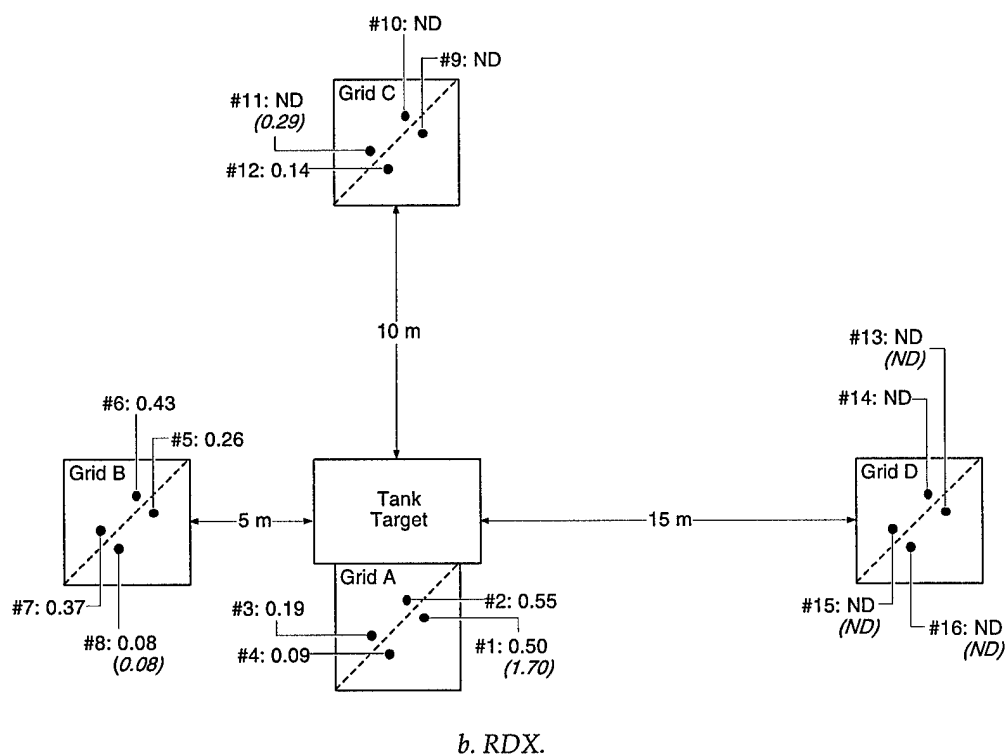 #10: ND
#9: ND
Grid C
#11: ND
(0.29)
#12: 0.14
10 m
#13: ND
(ND)
#14: ND
#6: 0.43
#5: 0.26
Grid B
Tank
Target
Grid D
5 m
15 m
Grid A
#7: 0.37
#3: 0.19
#2: 0.55
#15: ND
(ND)
#8: 0.08
(0.08)
#4: 0.09
#1: 0.50
(1.70)
#16: ND
(ND)
b. RDX.